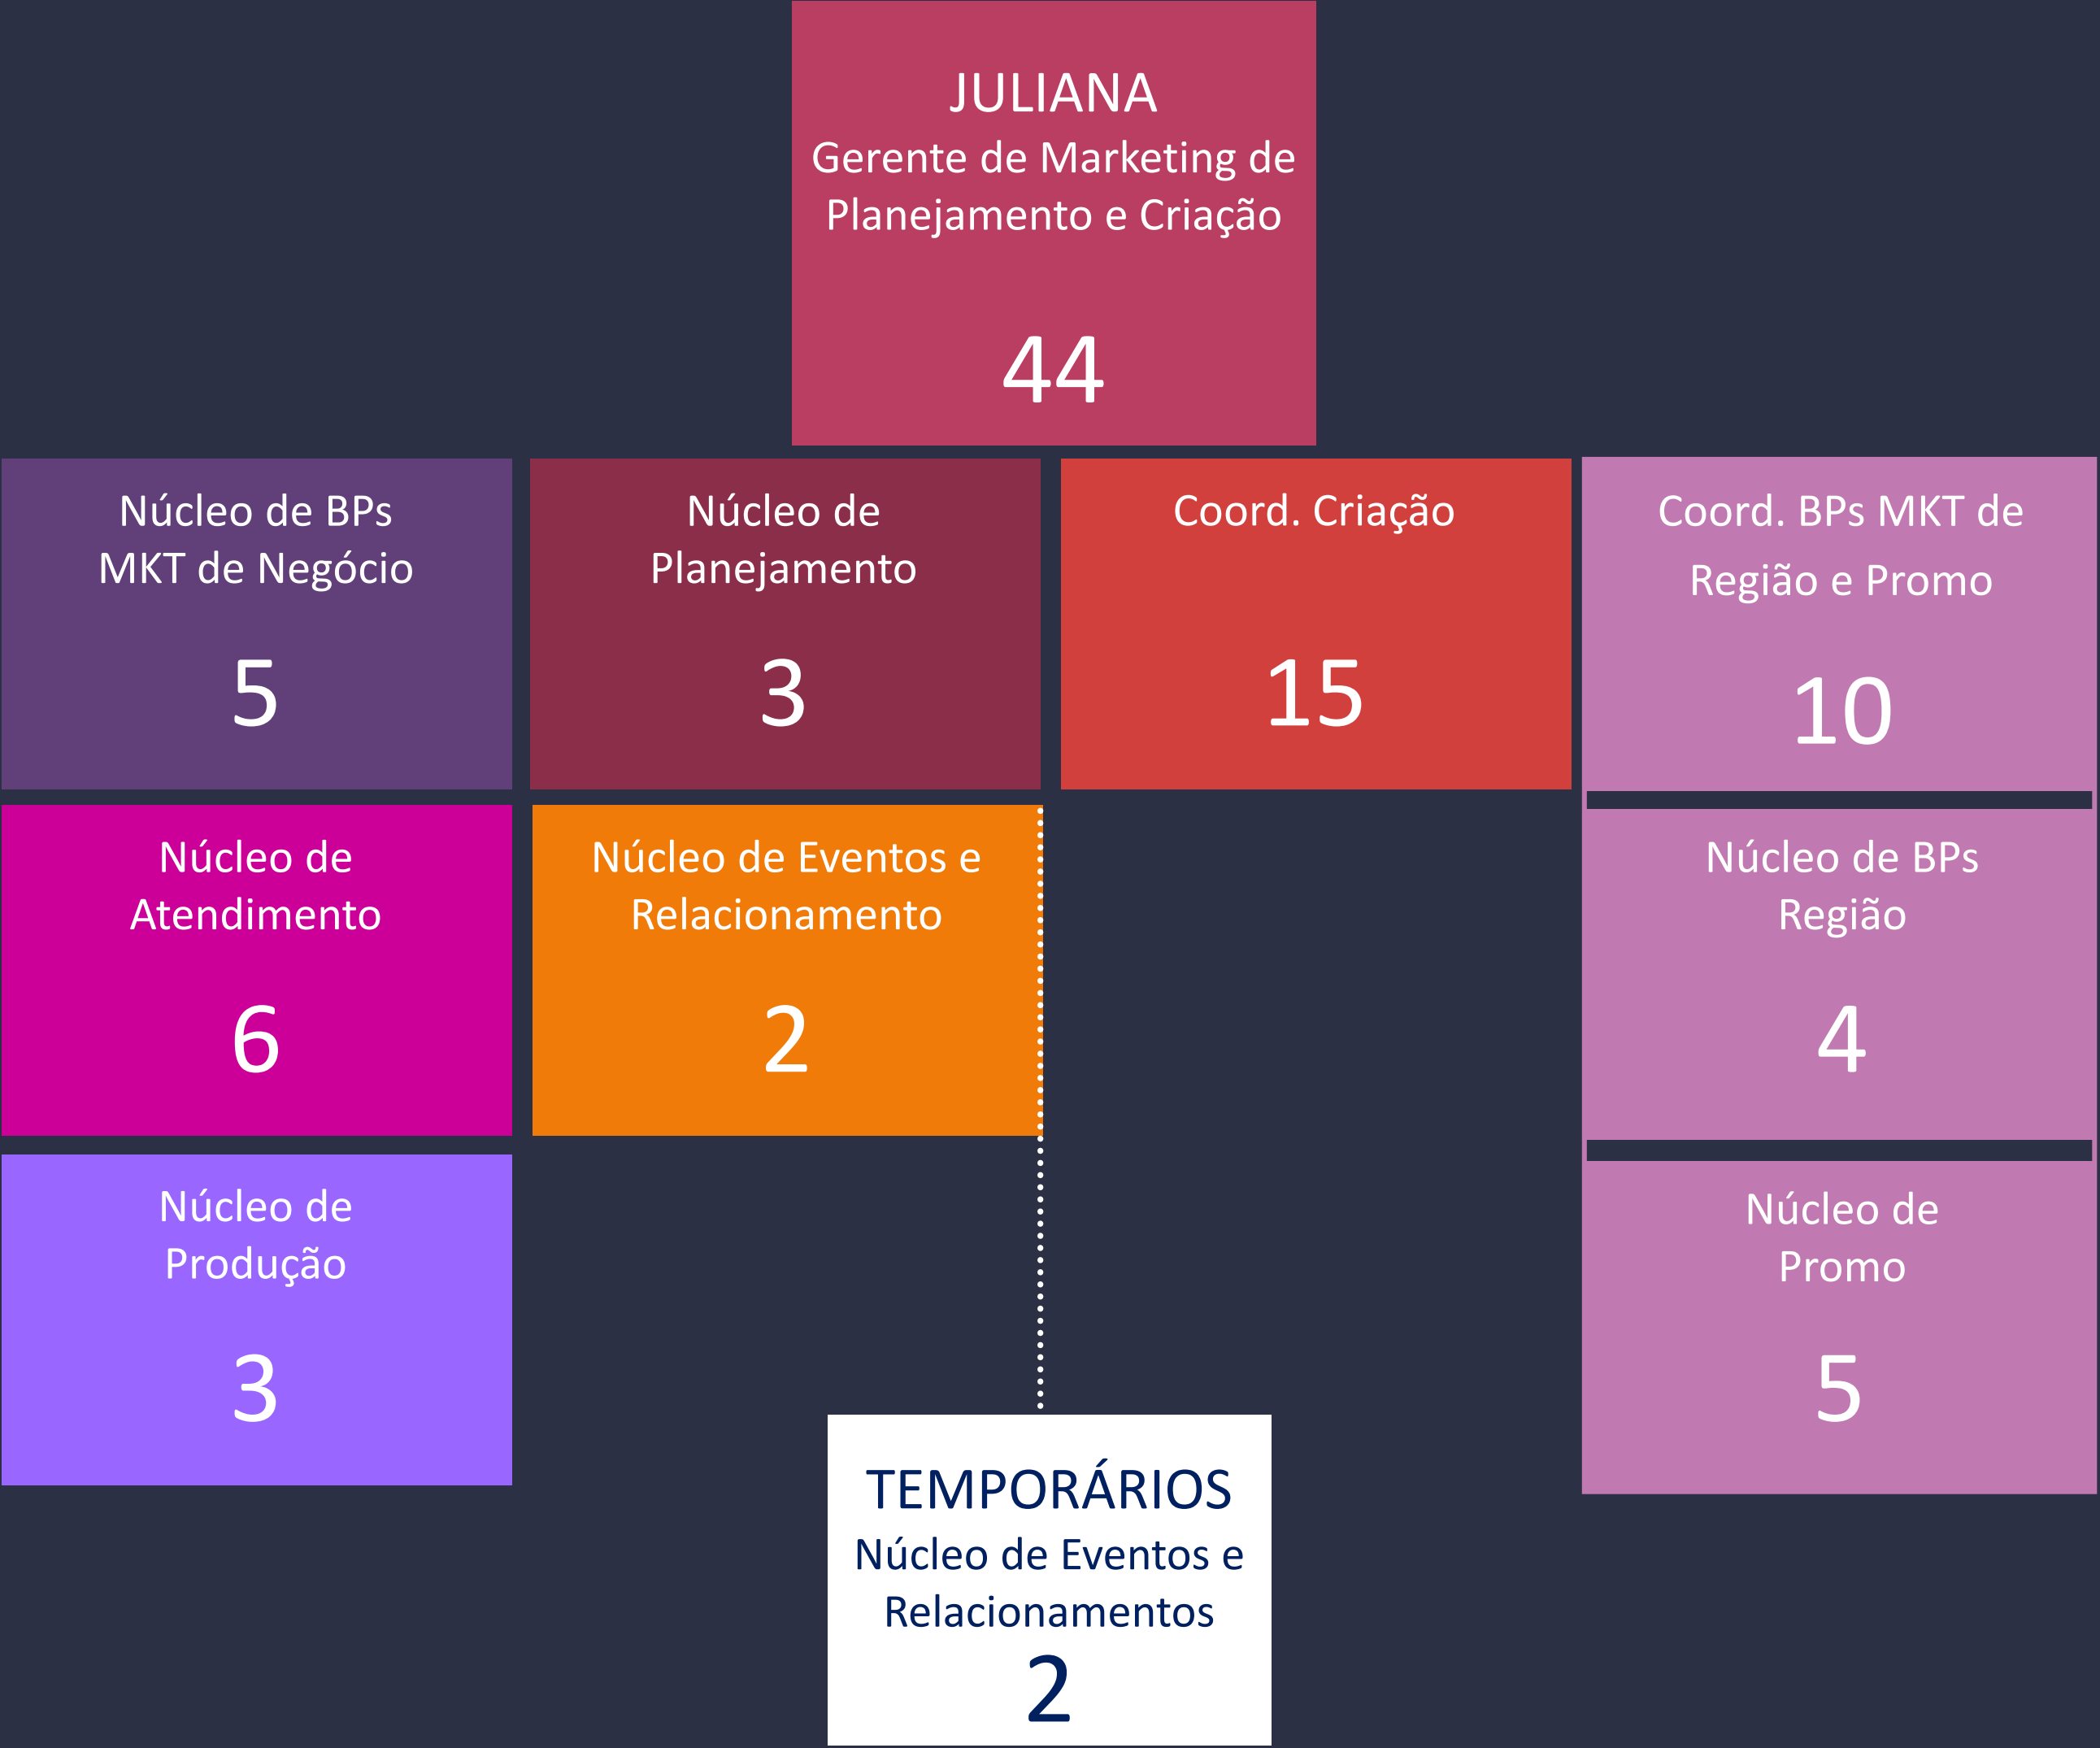 JULIANA
Gerente de Marketing de
Planejamento e Criação
44
Núcleo de BPs
MKT de Negócio
5
Núcleo de
Planejamento
3
Coord. Criação
15
Coord. BPs MKT de
Região e Promo
10
Núcleo de
Atendimento
6
Núcleo de Eventos e
Relacionamento
2
Núcleo de BPs
Região
4
Núcleo de
Produção
3
Núcleo de
Promo
5
TEMPORÁRIOS
Núcleo de Eventos e
Relacionamentos
2